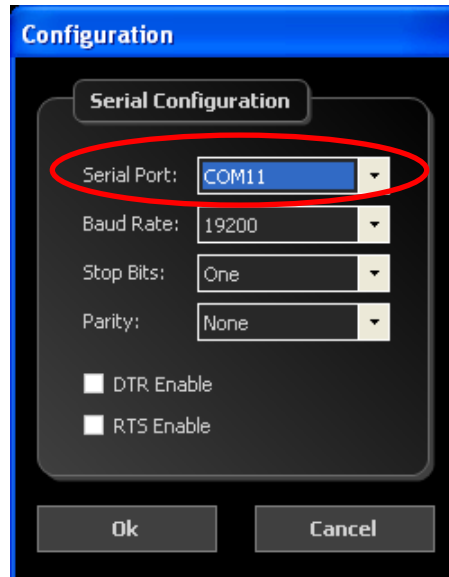 Configuration
Serial Configuration
Serial Port: COM11
Baud Rate: 19200
Stop Bits: One
Parity: None
DTR Enable
RTS Enable
Ok Cancel